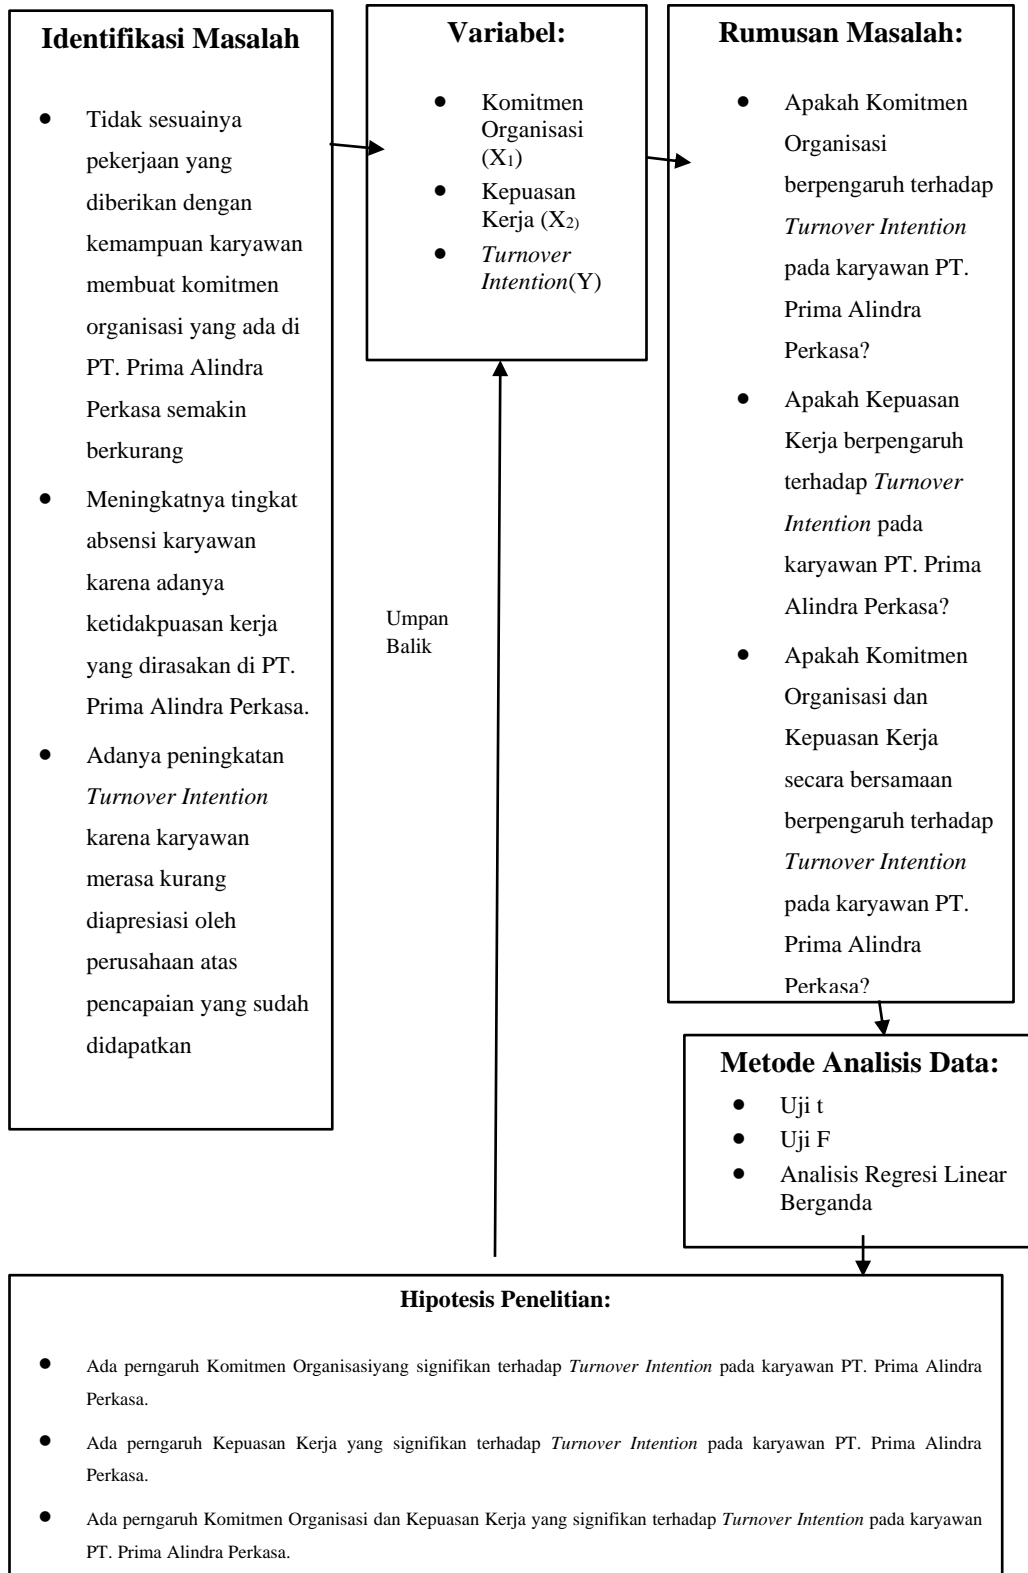 Identifikasi Masalah
● Tidak sesuainya
pekerjaan yang
diberikan dengan
kemampuan karyawan
membuat komitmen
organisasi yang ada di
PT. Prima Alindra
Perkasa semakin
berkurang
● Meningkatnya tingkat
absensi karyawan
karena adanya
ketidakpuasan kerja
yang dirasakan di PT.
Prima Alindra Perkasa.
● Adanya peningkatan
Turnover Intention
karena karyawan
merasa kurang
diapresiasi oleh
perusahaan atas
pencapaian yang sudah
didapatkan
Variabel:
● Komitmen
Organisasi
(X1)
● Kepuasan
Kerja (X2)
● Turnover
Intention(Y)
Rumusan Masalah:
● Apakah Komitmen
Organisasi
berpengaruh terhadap
Turnover Intention
pada karyawan PT.
Prima Alindra
Perkasa?
● Apakah Kepuasan
Kerja berpengaruh
terhadap Turnover
Intention pada
karyawan PT. Prima
Alindra Perkasa?
● Apakah Komitmen
Organisasi dan
Kepuasan Kerja
secara bersamaan
berpengaruh terhadap
Turnover Intention
pada karyawan PT.
Prima Alindra
Perkasa?
Umpan
Balik
Metode Analisis Data:
● Uji t
● Uji F
● Analisis Regresi Linear
Berganda
Hipotesis Penelitian:
● Ada perngaruh Komitmen Organisasiyang signifikan terhadap Turnover Intention pada karyawan PT. Prima Alindra
Perkasa.
● Ada perngaruh Kepuasan Kerja yang signifikan terhadap Turnover Intention pada karyawan PT. Prima Alindra
Perkasa.
● Ada perngaruh Komitmen Organisasi dan Kepuasan Kerja yang signifikan terhadap Turnover Intention pada karyawan
PT. Prima Alindra Perkasa.